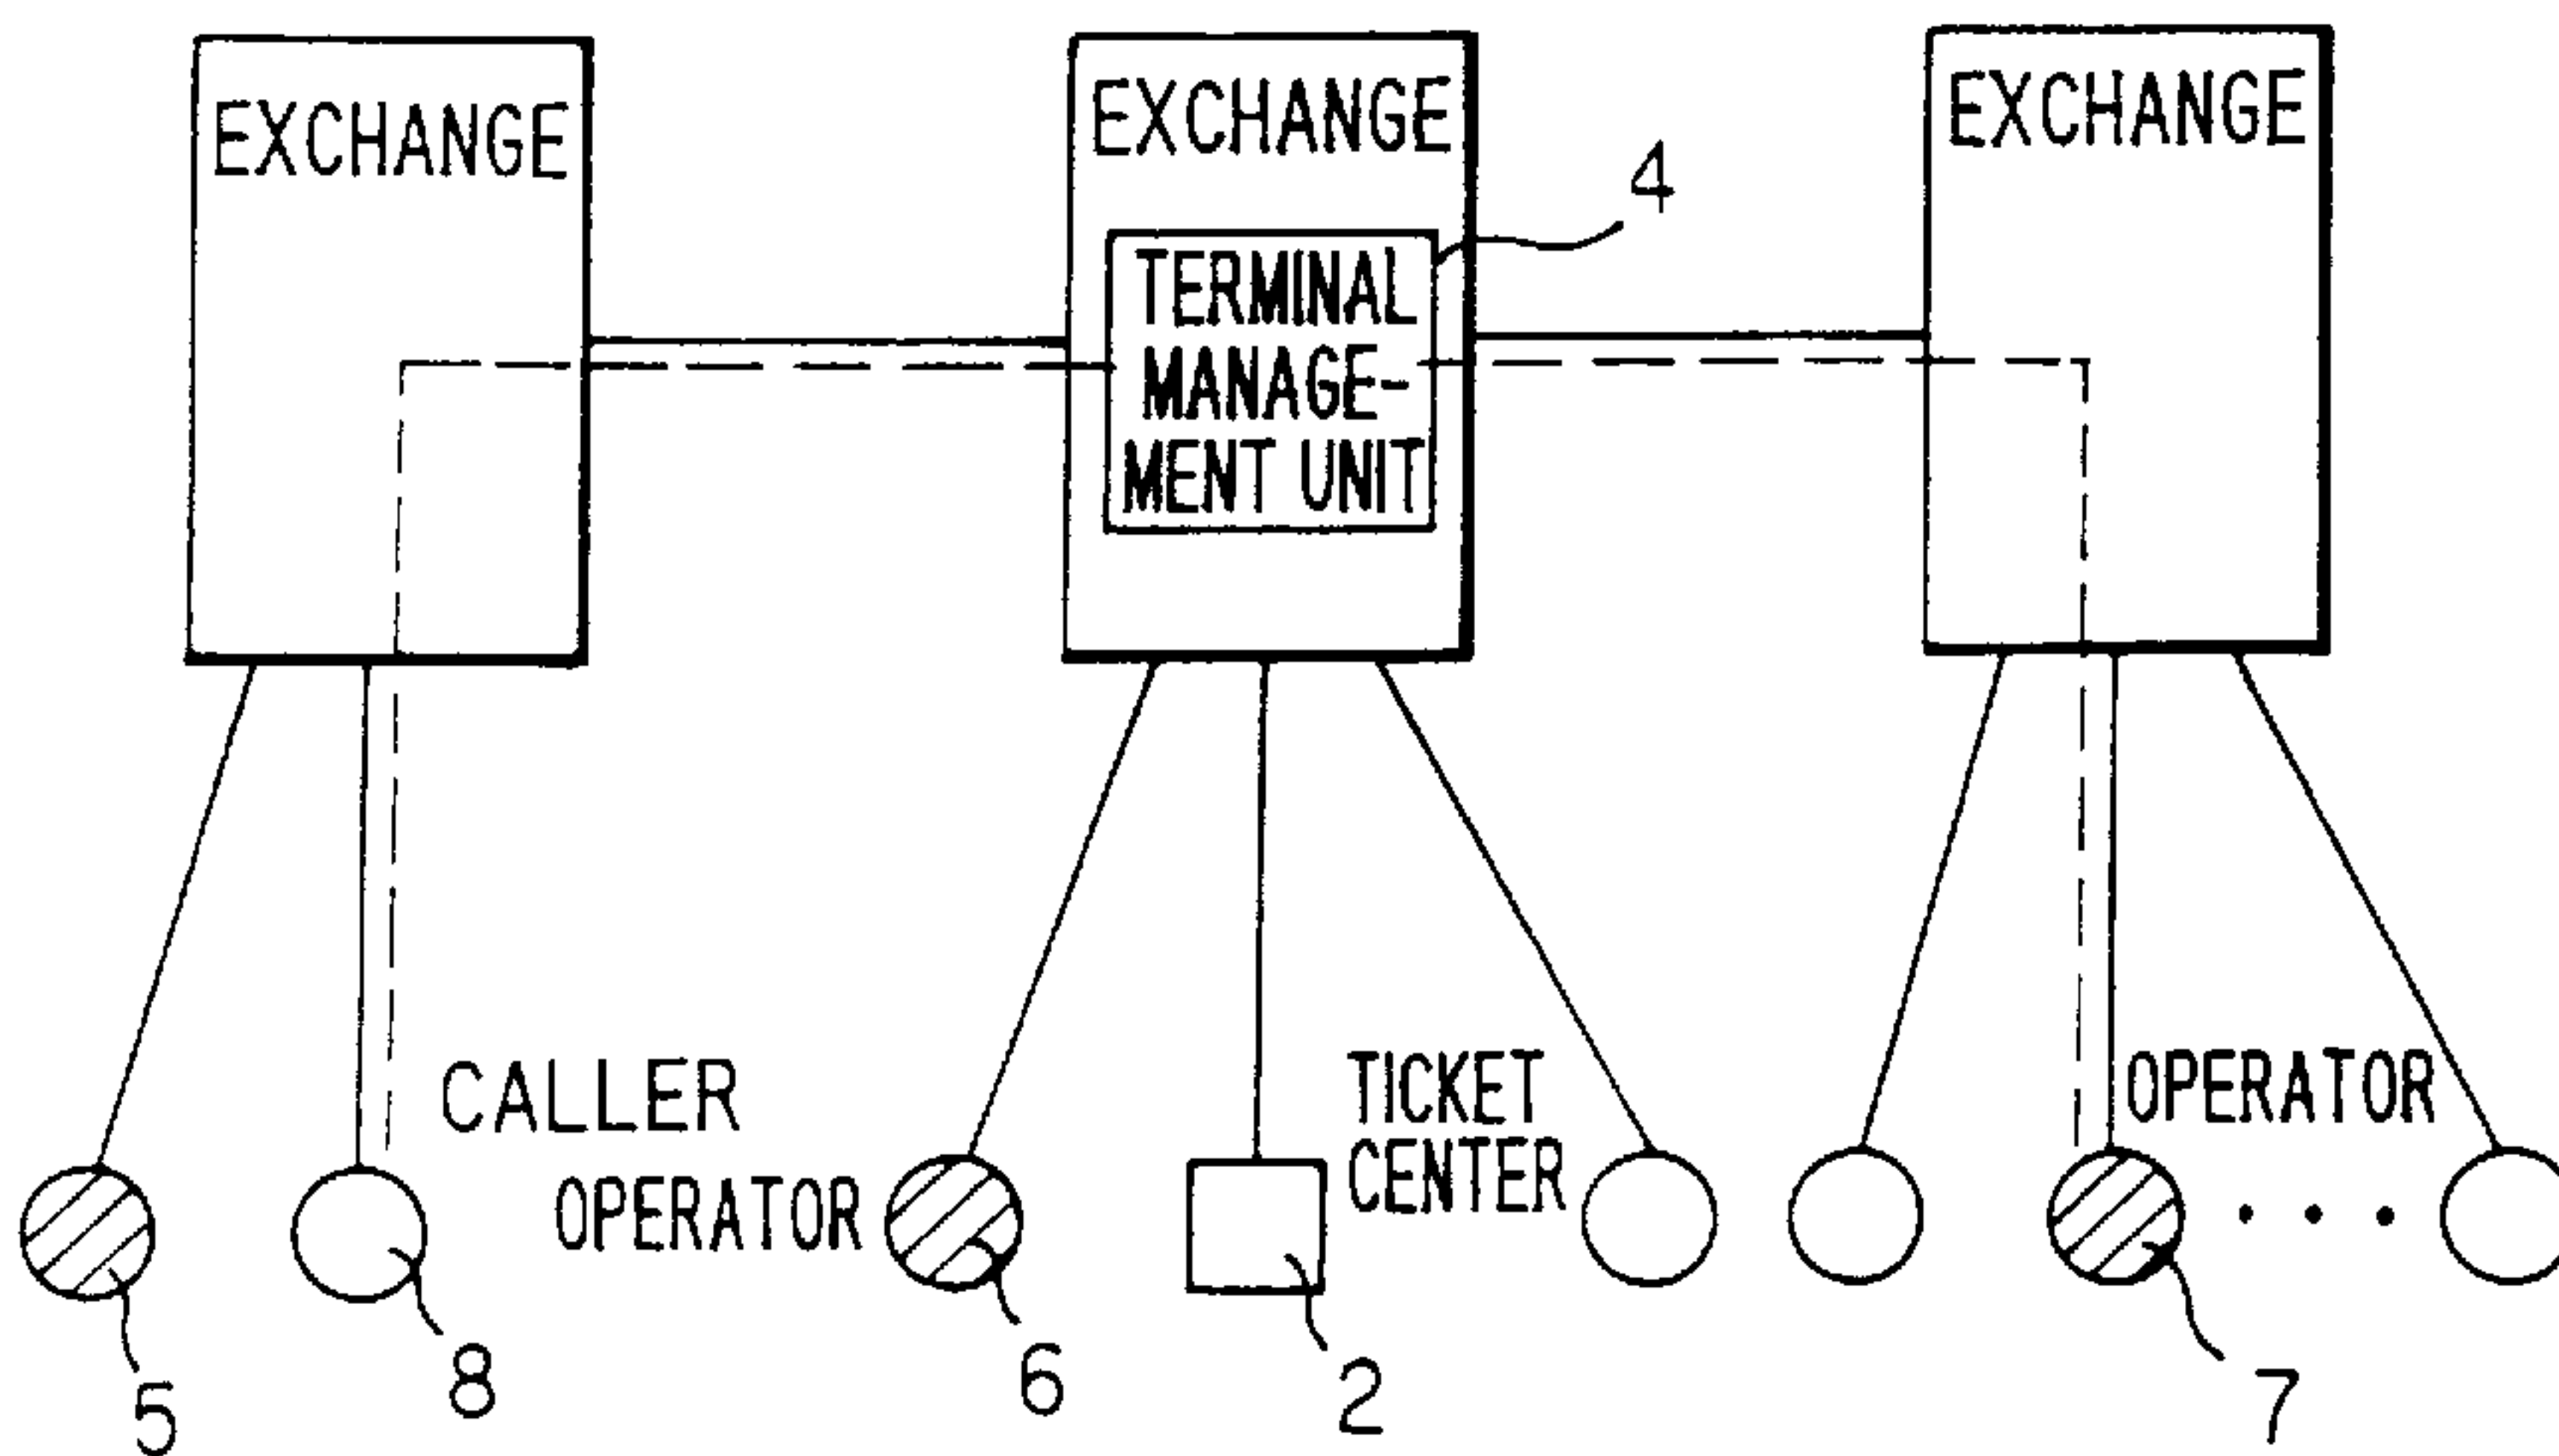 EXCHANGE
EXCHANGE
EXCHANGE
4
TERMINAL
MANAGE-
MENT UNIT
CALLER
OPERATOR
TICKET
CENTER
OPERATOR
5
8
6
2
7